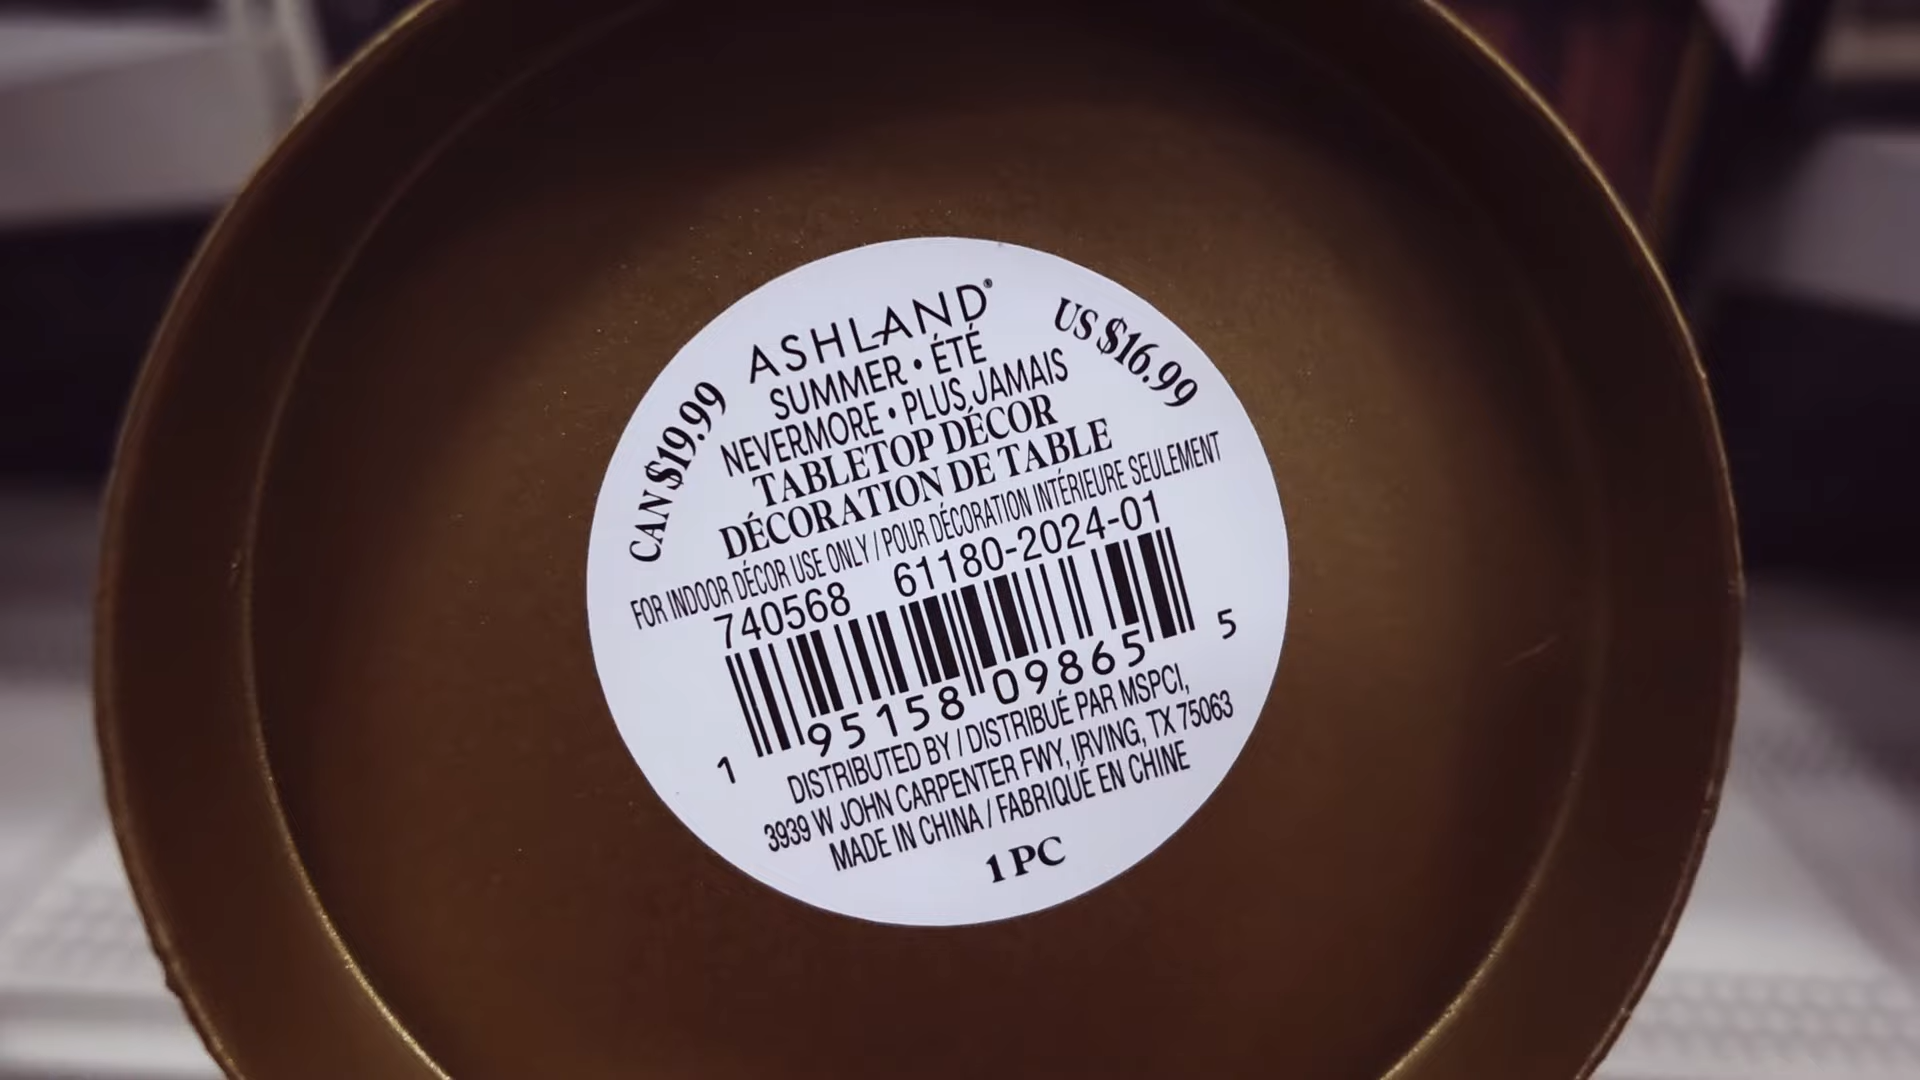 ASHLAND®
CAN $19.99
US $16.99
SUMMER • ÉTÉ
NEVERMORE • PLUS JAMAIS
TABLETOP DÉCOR
DÉCORATION DE TABLE
FOR INDOOR DÉCOR USE ONLY / POUR DÉCORATION INTÉRIEURE SEULEMENT
740568 61180-2024-01
1 95158 09865 5
DISTRIBUTED BY / DISTRIBUÉ PAR MSPCI,
3939 W JOHN CARPENTER FWY, IRVING, TX 75063
MADE IN CHINA / FABRIQUÉ EN CHINE
1 PC